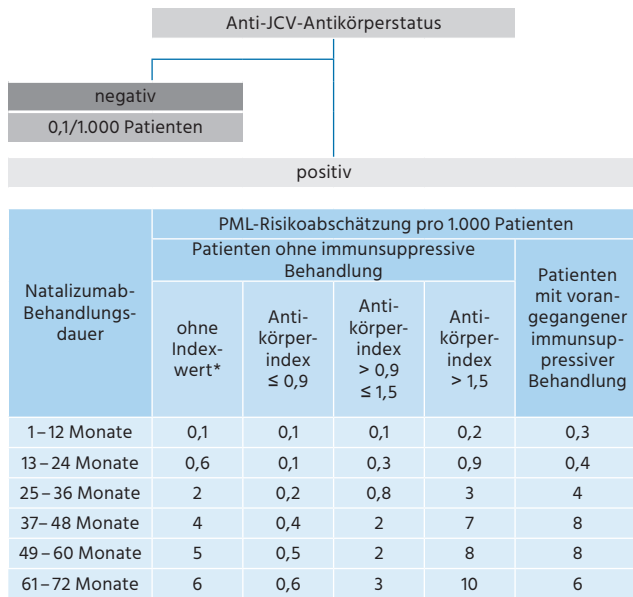 Anti-JCV-Antikörperstatus
negativ
0,1/1.000 Patienten
positiv
Natalizumab-
Behandlungs-
dauer
PML-Risikoabschätzung pro 1.000 Patienten
Patienten ohne immunsuppressive
Behandlung
ohne
Index-
wert*
Anti-
körper-
index
≤ 0,9
Anti-
körper-
index
> 0,9
≤ 1,5
Anti-
körper-
index
> 1,5
Patienten
mit voran-
gegangener
immunsup-
pressiver
Behandlung
1–12 Monate 0,1 0,1 0,1 0,2 0,3
13–24 Monate 0,6 0,1 0,3 0,9 0,4
25–36 Monate 2 0,2 0,8 3 4
37–48 Monate 4 0,4 2 7 8
49–60 Monate 5 0,5 2 8 8
61–72 Monate 6 0,6 3 10 6